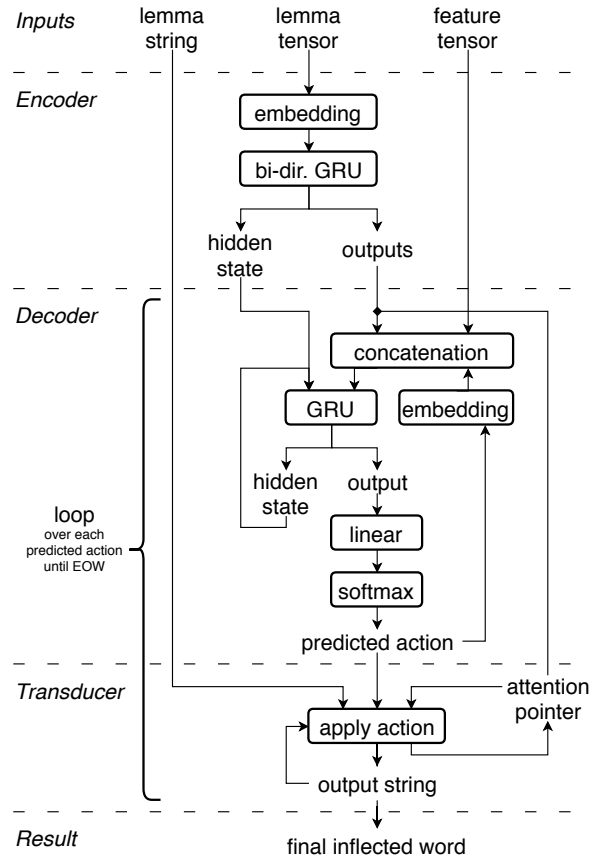 Inputs
lemma
string
lemma
tensor
feature
tensor
Encoder
embedding
bi-dir. GRU
hidden
state
outputs
Decoder
concatenation
GRU
embedding
hidden
state
output
loop
over each
predicted action
until EOW
linear
softmax
predicted action
Transducer
attention
pointer
apply action
output string
Result
final inflected word